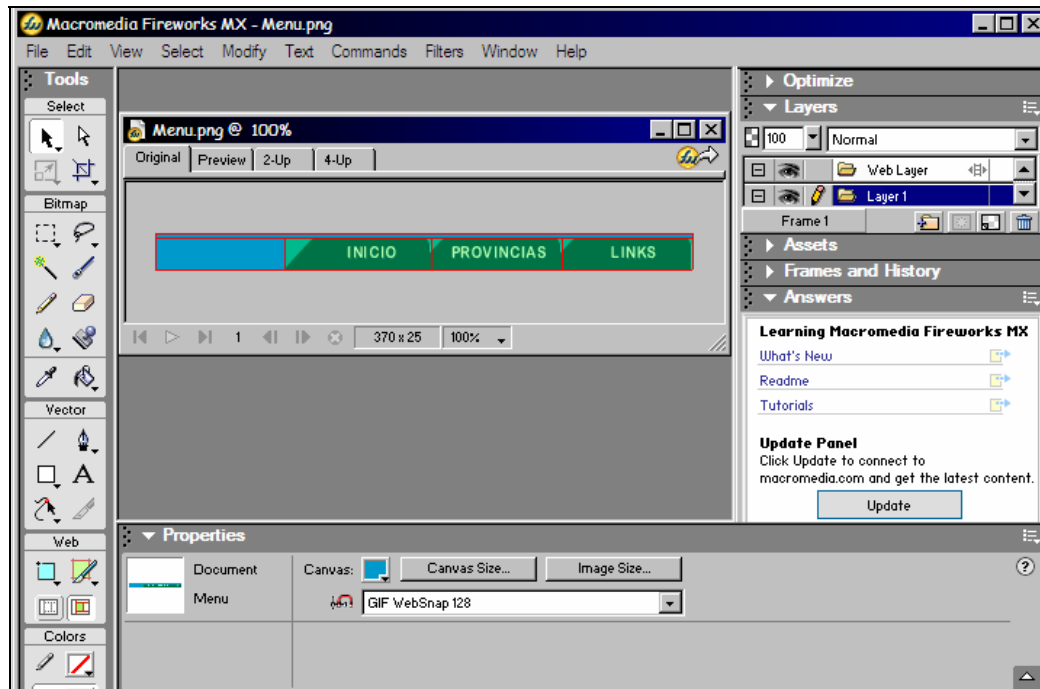 Macromedia Fireworks MX - Menu.png
File Edit View Select Modify Text Commands Filters Window Help
Tools
Select
Bitmap
Vector
Web
Colors
Menu.png @ 100%
Original Preview 2-Up 4-Up
INICIO PROVINCIAS LINKS
1 370 x 25 100%
Optimize
Layers
100 Normal
Web Layer
Layer 1
Frame 1
Assets
Frames and History
Answers
Learning Macromedia Fireworks MX
What's New
Readme
Tutorials
Update Panel
Click Update to connect to
macromedia.com and get the latest content.
Update
Properties
Document Canvas: Canvas Size... Image Size...
Menu GIF WebSnap 128